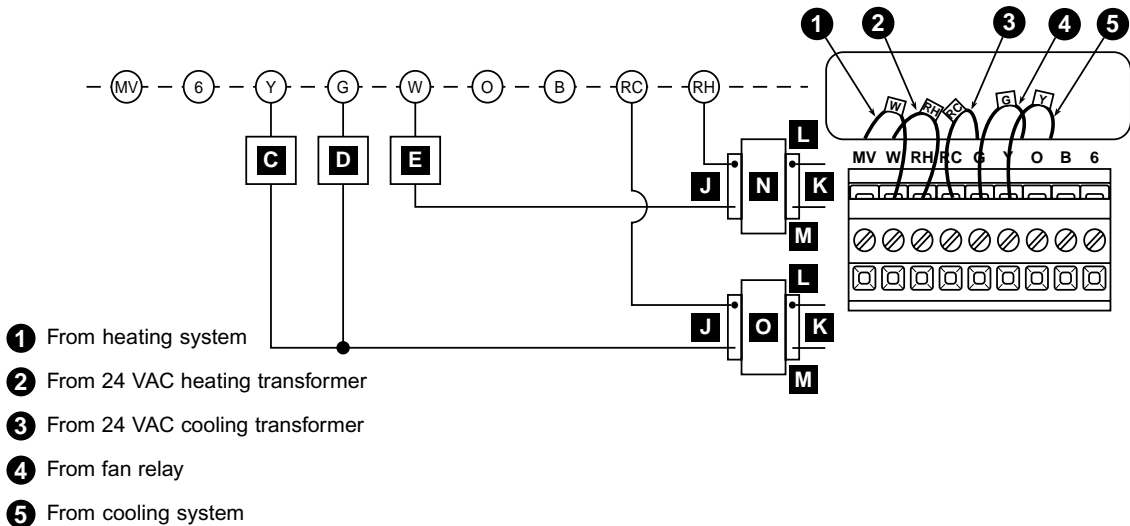 1 2 3 4 5
MV 6 Y G W O B RC RH
W RH RC G Y
MV W RH RC G Y O B 6
C D E
L
J N K
M
L
J O K
M
1 From heating system
2 From 24 VAC heating transformer
3 From 24 VAC cooling transformer
4 From fan relay
5 From cooling system